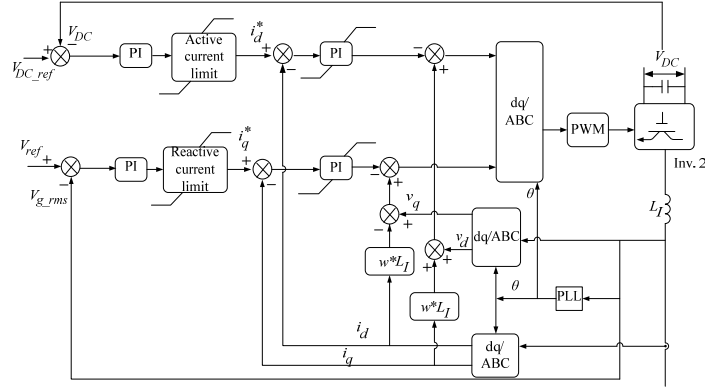 V_DC
+
−
V_DC_ref
PI
Active
current
limit
i_d^*
+
−
PI
−
+
dq/
ABC
PWM
V_DC
Inv. 2
V_ref
+
−
V_g_rms
PI
Reactive
current
limit
i_q^*
+
−
PI
−
+
θ
L_I
v_q
−
+
dq/ABC
v_d
+
+
w*L_I
w*L_I
θ
PLL
i_d
i_q
dq/
ABC